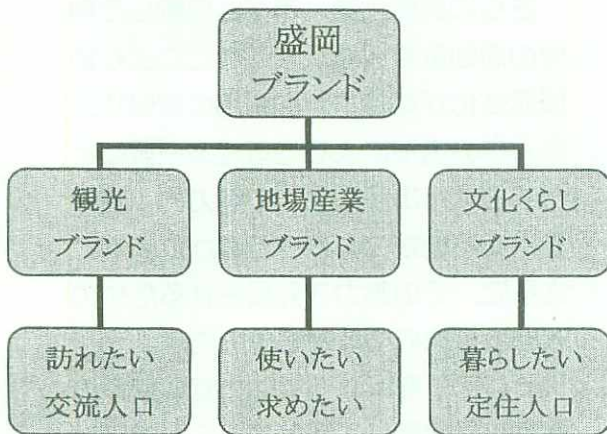 盛岡
ブランド
観光
ブランド
地場産業
ブランド
文化くらし
ブランド
訪れたい
交流人口
使いたい
求めたい
暮らしたい
定住人口